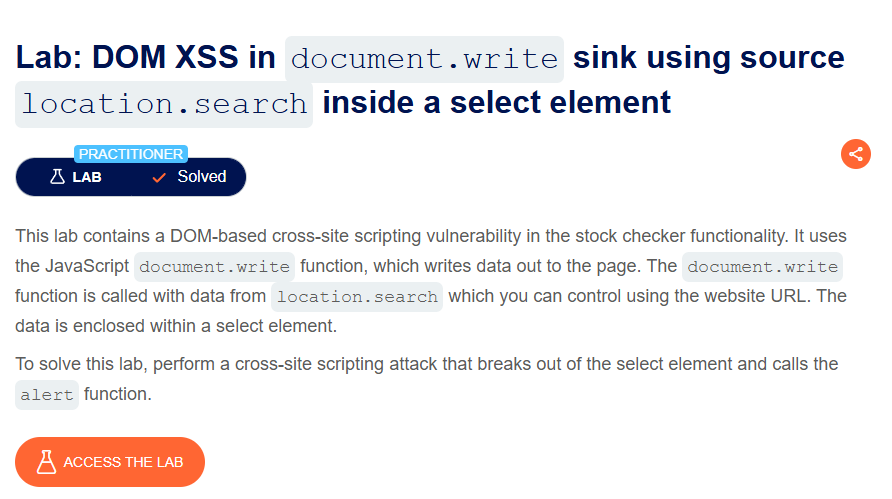 Lab: DOM XSS in document.write sink using source
location.search inside a select element
PRACTITIONER
LAB Solved
This lab contains a DOM-based cross-site scripting vulnerability in the stock checker functionality. It uses
the JavaScript document.write function, which writes data out to the page. The document.write
function is called with data from location.search which you can control using the website URL. The
data is enclosed within a select element.
To solve this lab, perform a cross-site scripting attack that breaks out of the select element and calls the
alert function.
ACCESS THE LAB